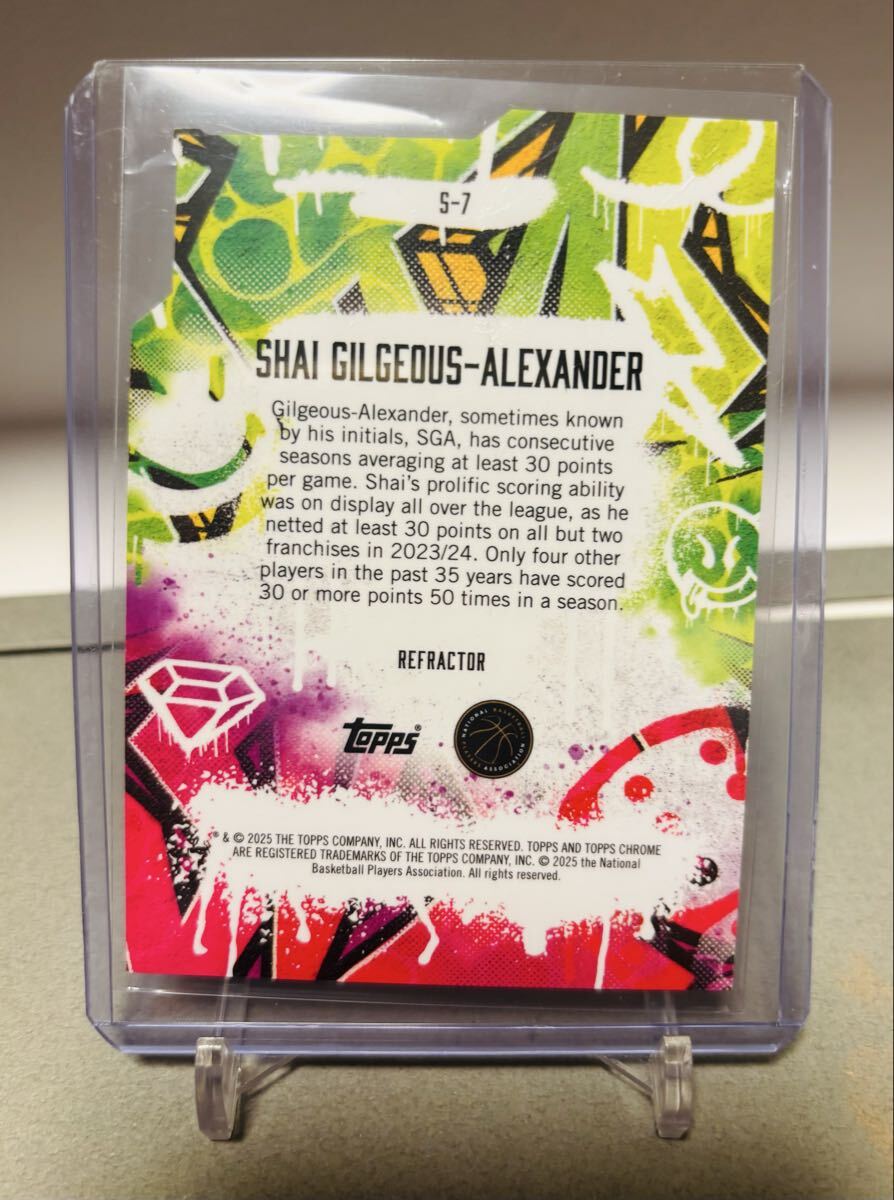 S-7
SHAI GILGEOUS-ALEXANDER
Gilgeous-Alexander, sometimes known
by his initials, SGA, has consecutive
seasons averaging at least 30 points
per game. Shai's prolific scoring ability
was on display all over the league, as he
netted at least 30 points on all but two
franchises in 2023/24. Only four other
players in the past 35 years have scored
30 or more points 50 times in a season.
REFRACTOR
topps®
NATIONAL BASKETBALL
PLAYERS ASSOCIATION
® & © 2025 THE TOPPS COMPANY, INC. ALL RIGHTS RESERVED. TOPPS AND TOPPS CHROME
ARE REGISTERED TRADEMARKS OF THE TOPPS COMPANY, INC. © 2025 the National
Basketball Players Association. All rights reserved.